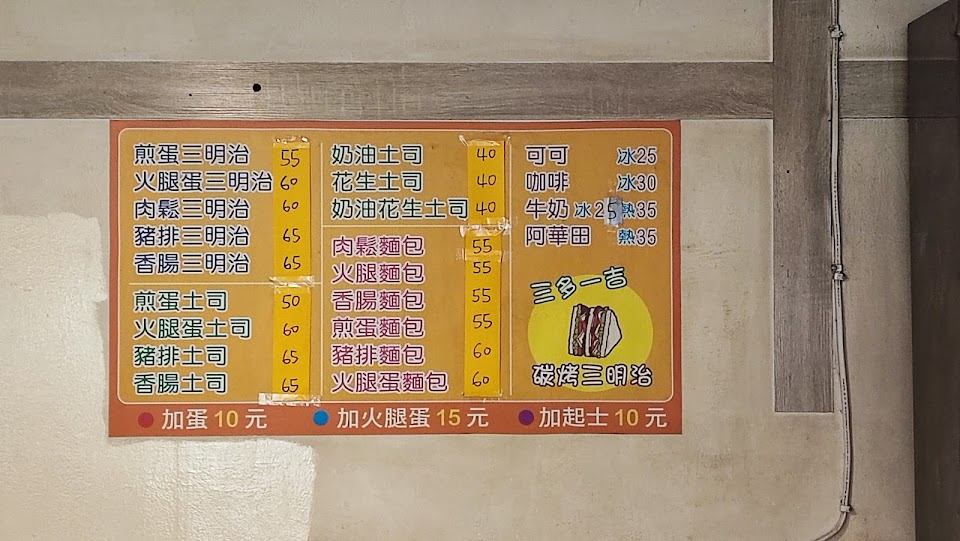 煎蛋三明治 55
火腿蛋三明治 60
肉鬆三明治 60
豬排三明治 65
香腸三明治 65
煎蛋土司 50
火腿蛋土司 60
豬排土司 65
香腸土司 65
奶油土司 40
花生土司 40
奶油花生土司 40
肉鬆麵包 55
火腿麵包 55
香腸麵包 55
煎蛋麵包 55
豬排麵包 60
火腿蛋麵包 60
可可 冰25
咖啡 冰30
牛奶 冰25 熱35
阿華田 熱35
三多一吉
碳烤三明治
加蛋 10 元 加火腿蛋 15 元 加起士 10 元